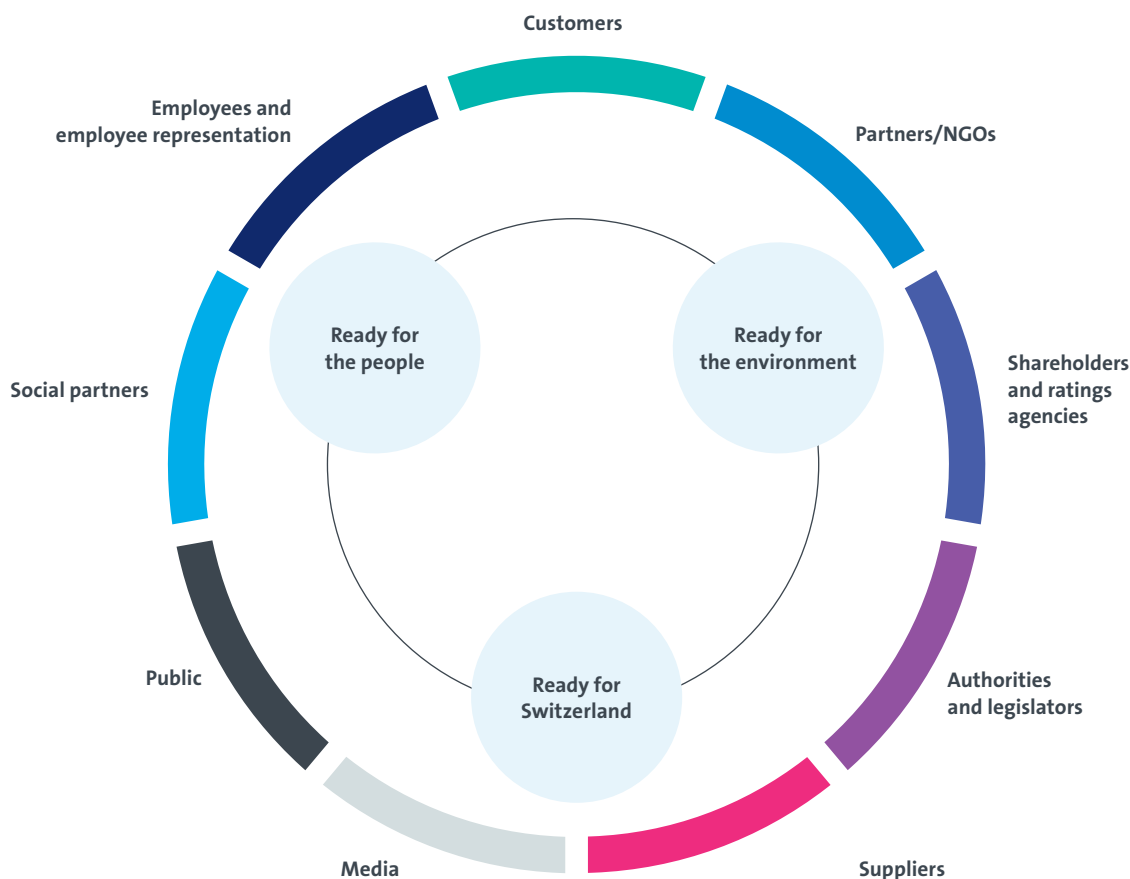 Customers
Employees and
employee representation
Partners/NGOs
Ready for
the people
Ready for
the environment
Shareholders
and ratings
agencies
Social partners
Public
Ready for
Switzerland
Authorities
and legislators
Media
Suppliers